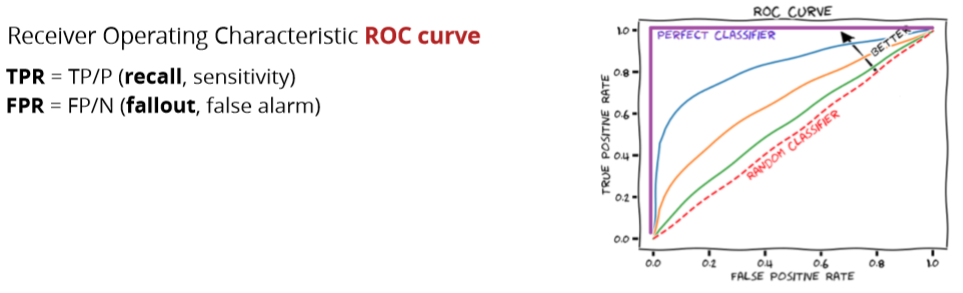 Receiver Operating Characteristic ROC curve
TPR = TP/P (recall, sensitivity)
FPR = FP/N (fallout, false alarm)
ROC CURVE
PERFECT CLASSIFIER
BETTER
RANDOM CLASSIFIER
TRUE POSITIVE RATE
1.0
0.8
0.6
0.4
0.2
0.0
0.0 0.2 0.4 0.6 0.8 1.0
FALSE POSITIVE RATE